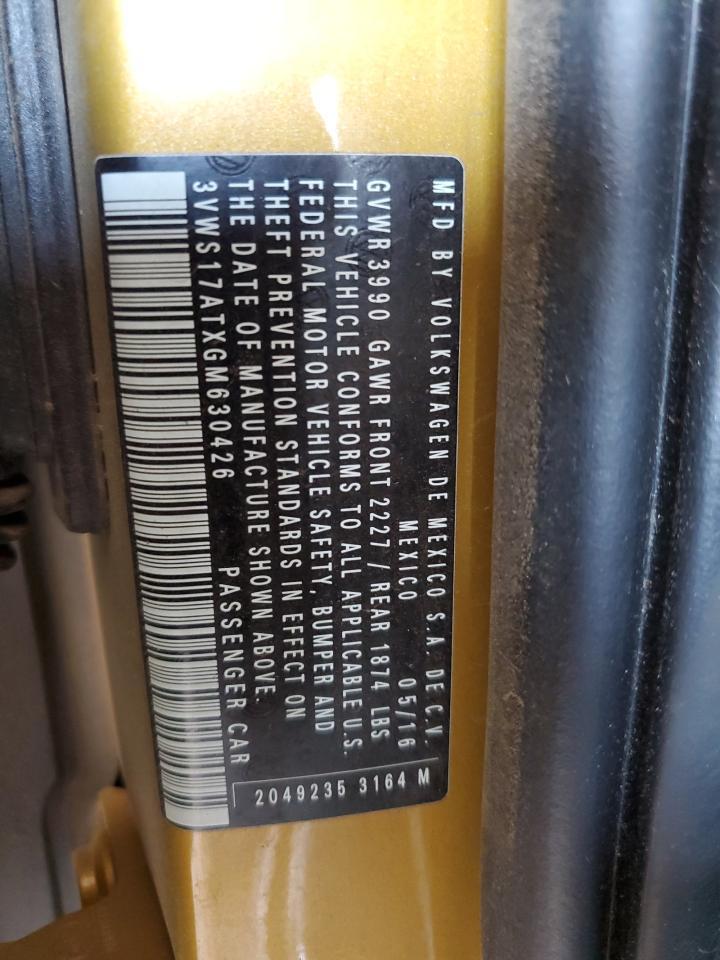 MFD BY VOLKSWAGEN DE MEXICO S.A. DE C.V.
MEXICO 05/16
GVWR3990 GAWR FRONT 2227 / REAR 1874 LBS
THIS VEHICLE CONFORMS TO ALL APPLICABLE U.S.
FEDERAL MOTOR VEHICLE SAFETY, BUMPER AND
THEFT PREVENTION STANDARDS IN EFFECT ON
THE DATE OF MANUFACTURE SHOWN ABOVE.
3VWS17ATXGM630426 PASSENGER CAR
2049235 3164 M